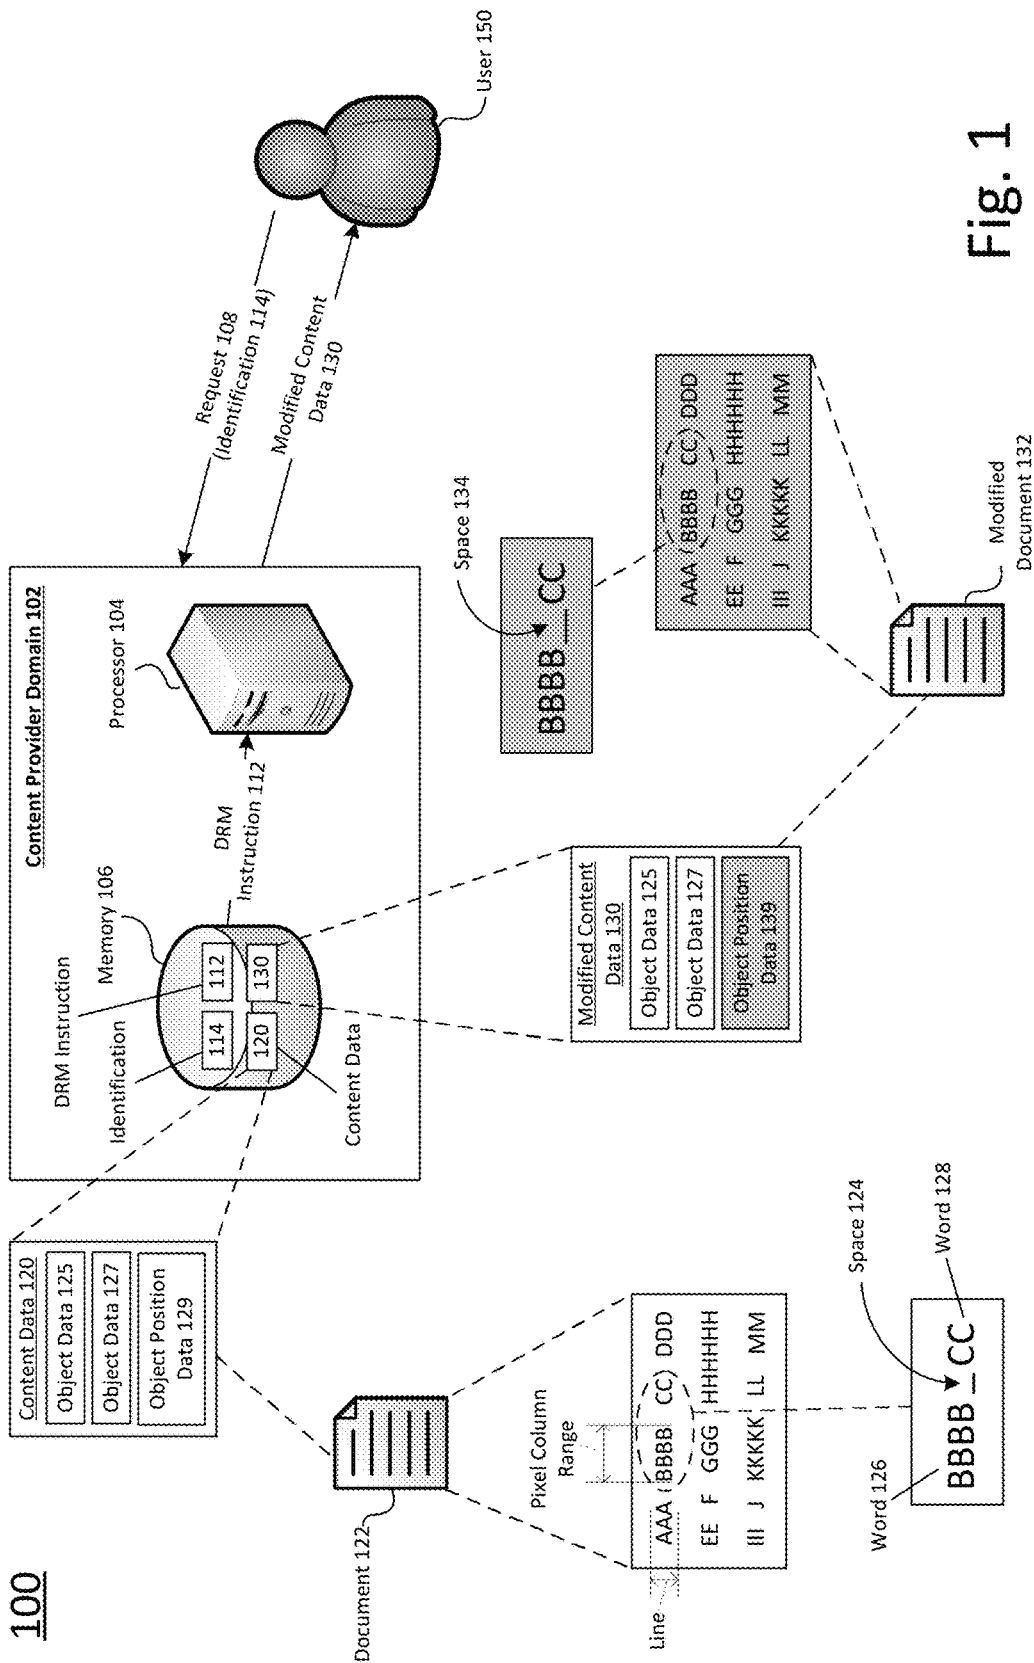 100
Content Provider Domain 102
Processor 104
Memory 106
DRM Instruction
Identification
112
114
130
120
Content Data
DRM
Instruction 112
Request 108
(Identification 114)
Modified Content
Data 130
User 150
Content Data 120
Object Data 125
Object Data 127
Object Position
Data 129
Document 122
Pixel Column
Range
Line
AAA BBBB CC DDD
EE F GGG HHHHHH
III J KKKKK LL MM
Space 124
BBBB _ CC
Word 126
Word 128
Modified Content
Data 130
Object Data 125
Object Data 127
Object Position
Data 139
Space 134
BBBB _ CC
AAA BBBB CC DDD
EE F GGG HHHHHH
III J KKKKK LL MM
Modified
Document 132
Fig. 1